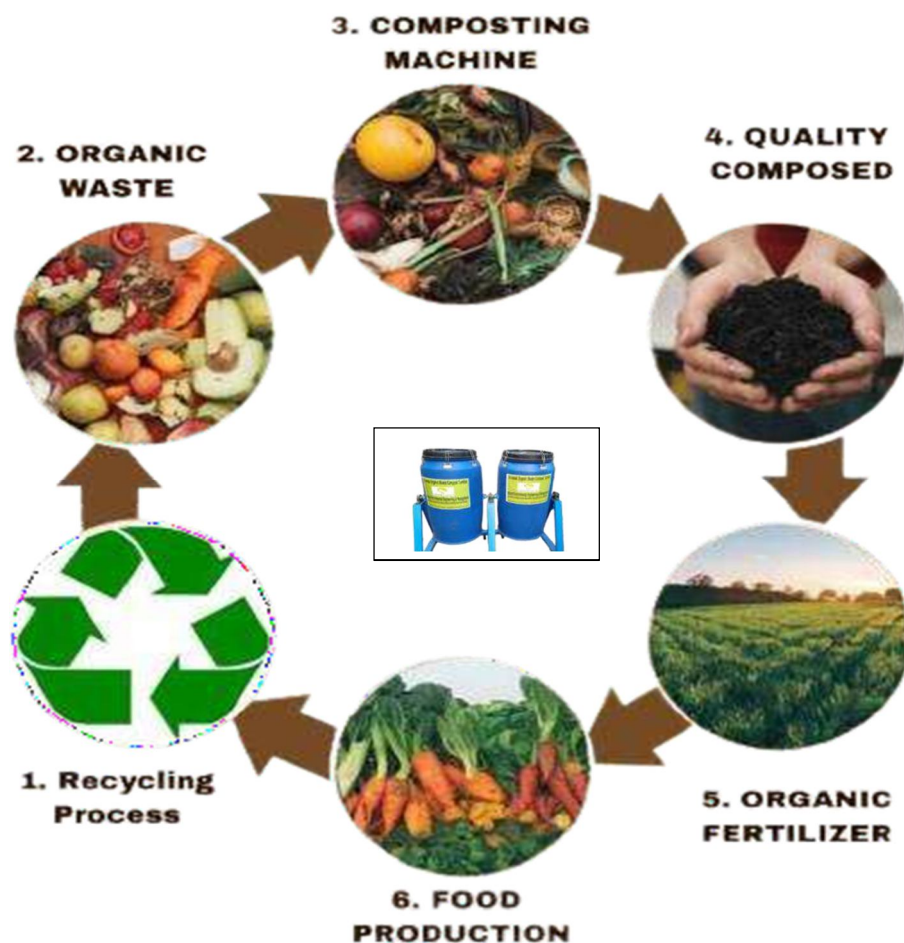 3. COMPOSTING
MACHINE
2. ORGANIC
WASTE
4. QUALITY
COMPOSED
1. Recycling
Process
5. ORGANIC
FERTILIZER
6. FOOD
PRODUCTION